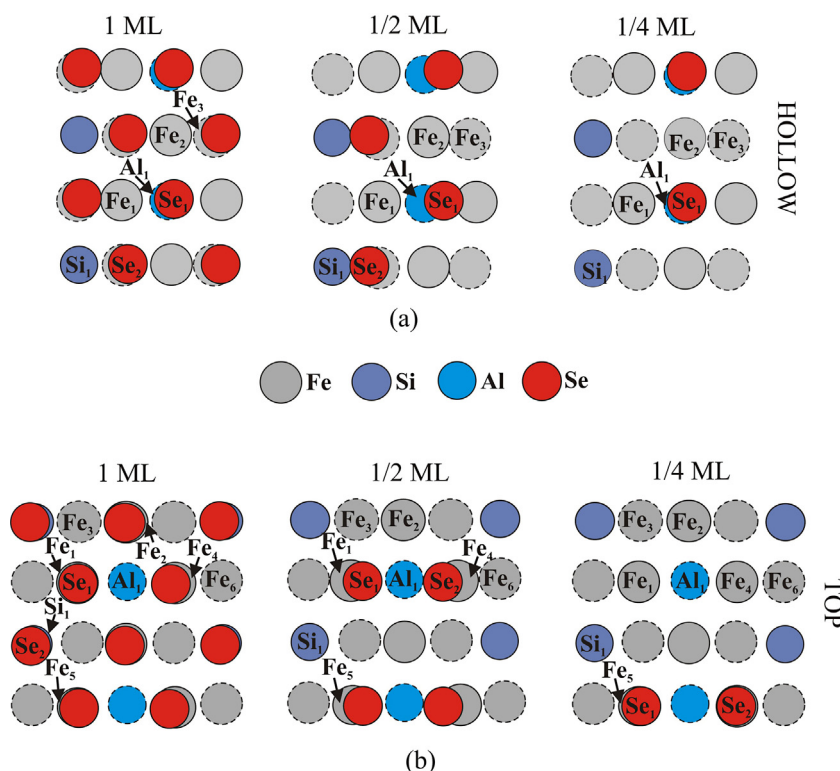 1 ML 1/2 ML 1/4 ML
Fe3
Fe2 Fe2 Fe3 Fe2 Fe3
HOLLOW
Al1 Al1 Al1
Fe1 Se1 Fe1 Se1 Fe1 Se1
Si1 Se2 Si1 Se2 Si1
(a)
Fe Si Al Se
1 ML 1/2 ML 1/4 ML
Fe3 Fe3 Fe2 Fe3 Fe2
Fe1 Fe2 Fe4 Fe1 Fe4
Se1 Al1 Fe6 Se1 Al1 Se2 Fe6 Fe1 Al1 Fe4 Fe6
Si1
TOP
Se2 Si1 Si1
Fe5 Fe5 Fe5
Se1 Se2
(b)